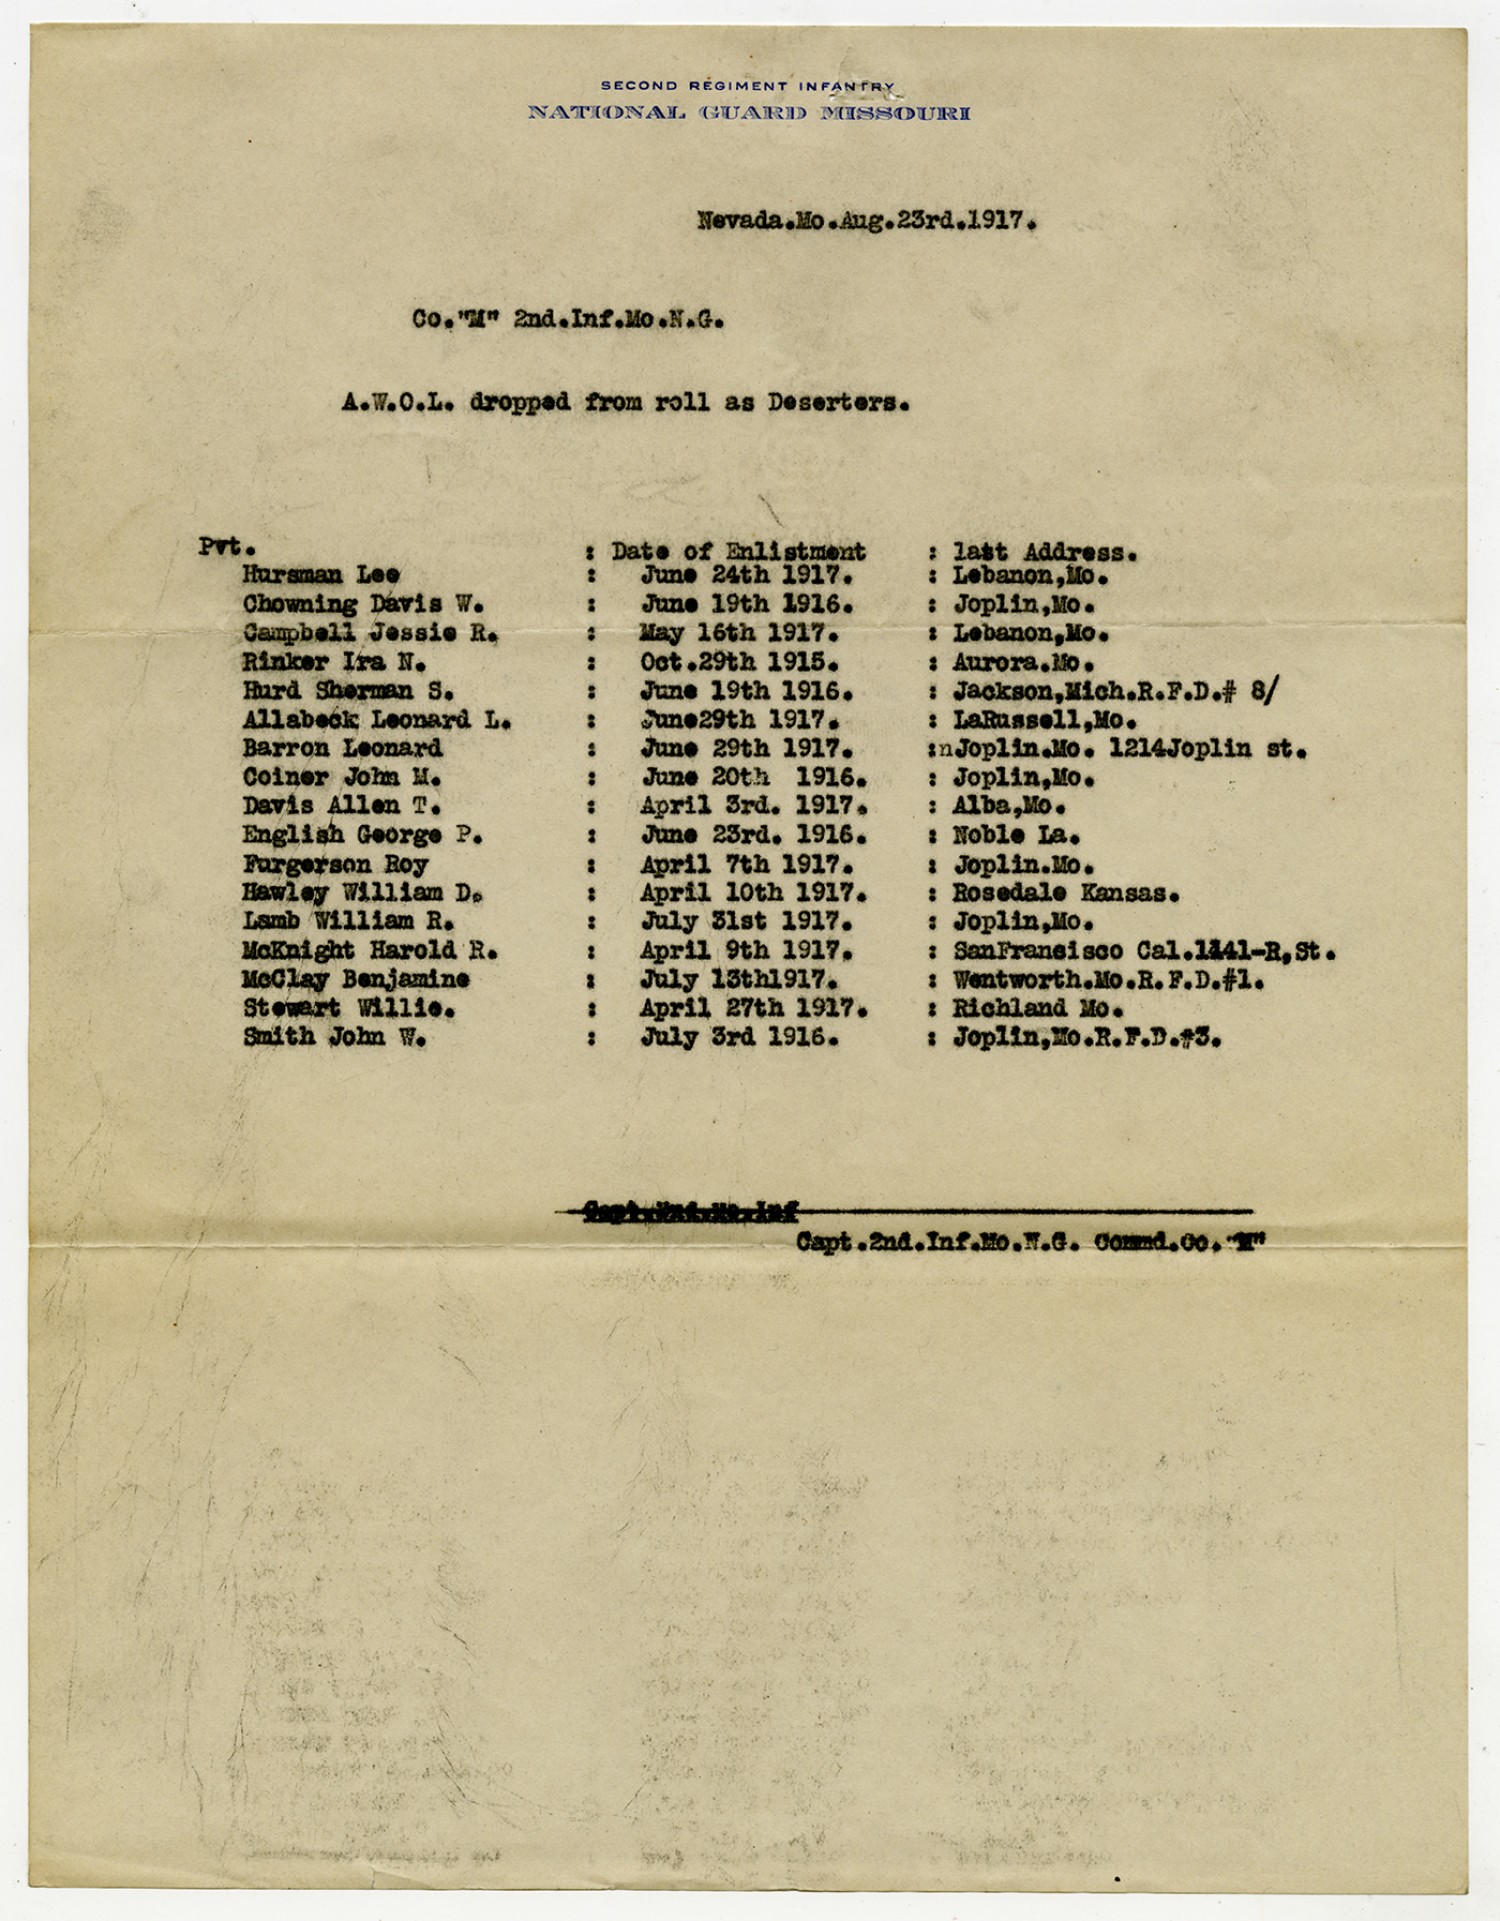 SECOND REGIMENT INFANTRY
NATIONAL GUARD MISSOURI
Nevada.Mo.Aug.23rd.1917.
Co."M" 2nd.Inf.Mo.N.G.
A.W.O.L. dropped from roll as Deserters.
Pvt. : Date of Enlistment : last Address.
Hursman Lee : June 24th 1917. : Lebanon,Mo.
Chowning Davis W. : June 19th 1916. : Joplin,Mo.
Campbell Jessie R. : May 16th 1917. : Lebanon,Mo.
Rinker Ira N. : Oct.29th 1915. : Aurora.Mo.
Hurd Sherman S. : June 19th 1916. : Jackson,Mich.R.F.D.# 8/
Allabeck Leonard L. : June29th 1917. : LaRussell,Mo.
Barron Leonard : June 29th 1917. :nJoplin.Mo. 1214Joplin st.
Coiner John M. : June 20th 1916. : Joplin,Mo.
Davis Allen T. : April 3rd. 1917. : Alba,Mo.
English George P. : June 23rd. 1916. : Noble La.
Furgerson Roy : April 7th 1917. : Joplin.Mo.
Hawley William D. : April 10th 1917. : Rosedale Kansas.
Lamb William R. : July 31st 1917. : Joplin,Mo.
McKnight Harold R. : April 9th 1917. : SanFrancisco Cal.1141-R,St.
McClay Benjamine : July 13th1917. : Wentworth.Mo.R.F.D.#1.
Stewart Willie. : April 27th 1917. : Richland Mo.
Smith John W. : July 3rd 1916. : Joplin,Mo.R.F.D.#3.
Capt.2nd.Mo.Inf
Capt.2nd.Inf.Mo.N.G. Commd.Co."M"